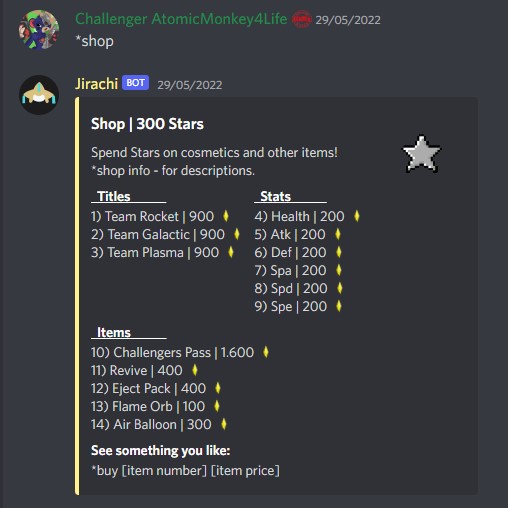 Challenger AtomicMonkey4Life 29/05/2022
*shop
Jirachi BOT 29/05/2022
Shop | 300 Stars
Spend Stars on cosmetics and other items!
*shop info - for descriptions.
Titles
1) Team Rocket | 900
2) Team Galactic | 900
3) Team Plasma | 900
Stats
4) Health | 200
5) Atk | 200
6) Def | 200
7) Spa | 200
8) Spd | 200
9) Spe | 200
Items
10) Challengers Pass | 1.600
11) Revive | 400
12) Eject Pack | 400
13) Flame Orb | 100
14) Air Balloon | 300
See something you like:
*buy [item number] [item price]